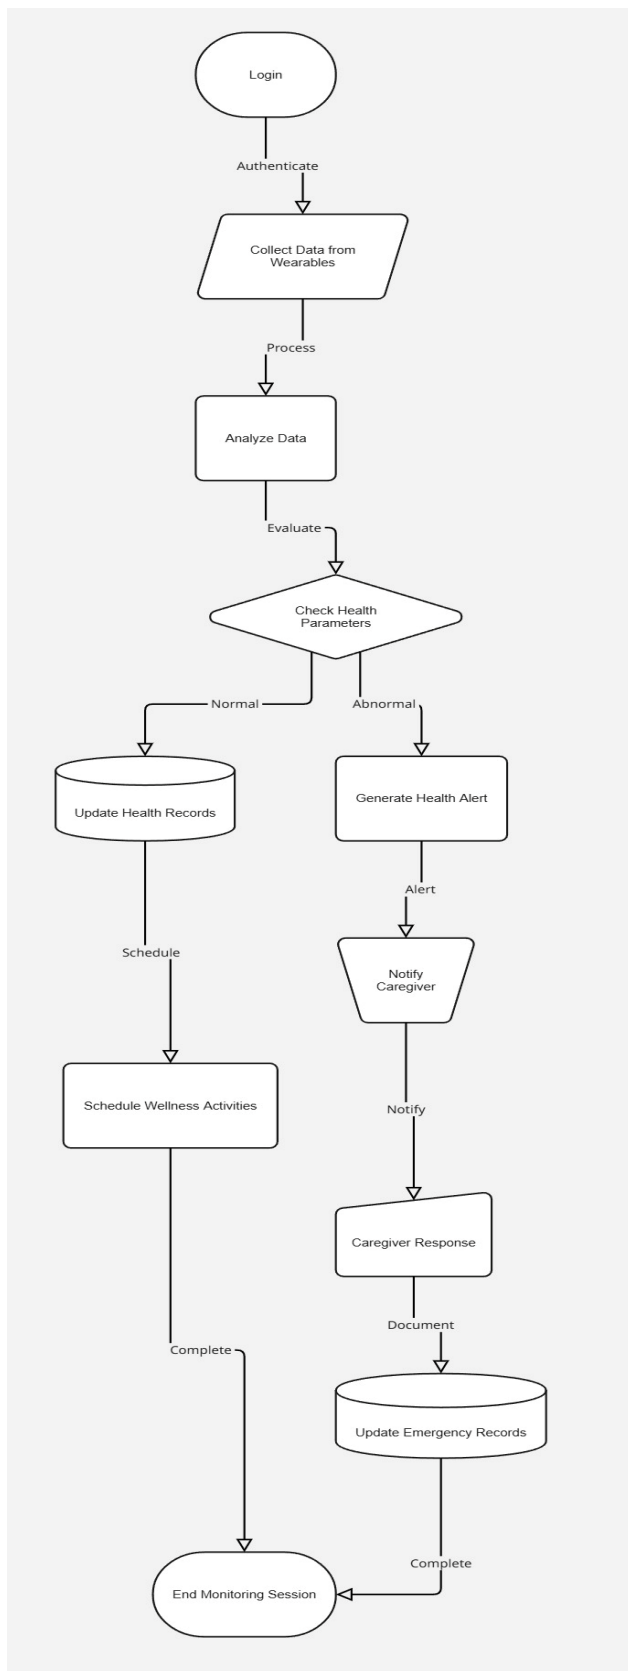 Login
Authenticate
Collect Data from
Wearables
Process
Analyze Data
Evaluate
Check Health
Parameters
Normal
Abnormal
Update Health Records
Generate Health Alert
Alert
Schedule
Notify
Caregiver
Schedule Wellness Activities
Notify
Caregiver Response
Document
Complete
Update Emergency Records
Complete
End Monitoring Session